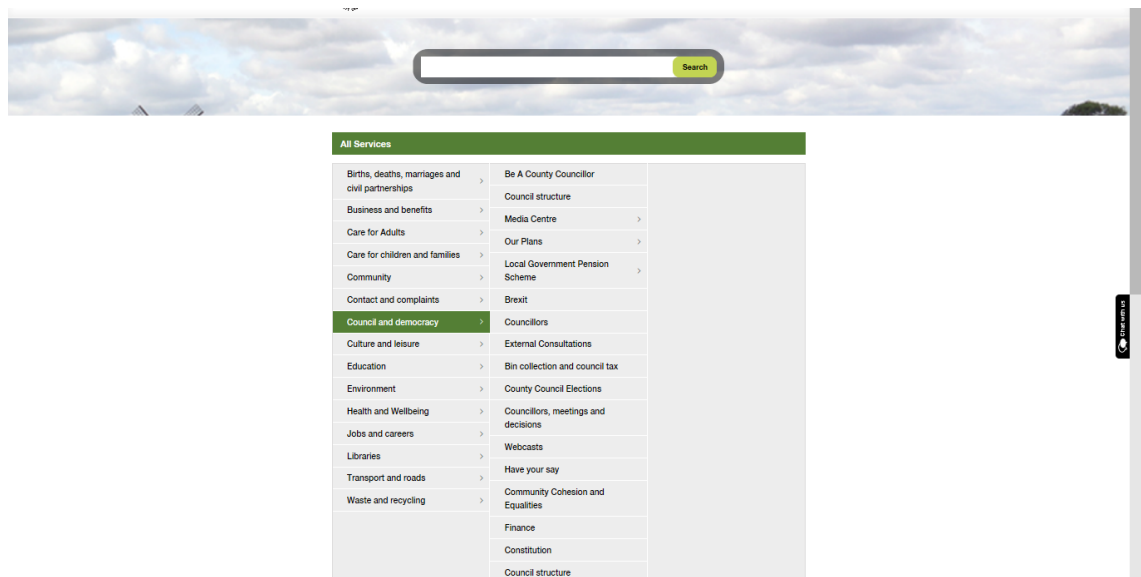 Search
All Services
Births, deaths, marriages and
civil partnerships
Business and benefits
Care for Adults
Care for children and families
Community
Contact and complaints
Council and democracy
Culture and leisure
Education
Environment
Health and Wellbeing
Jobs and careers
Libraries
Transport and roads
Waste and recycling
Be A County Councillor
Council structure
Media Centre
Our Plans
Local Government Pension
Scheme
Brexit
Councillors
External Consultations
Bin collection and council tax
County Council Elections
Councillors, meetings and
decisions
Webcasts
Have your say
Community Cohesion and
Equalities
Finance
Constitution
Council structure
Chat with us